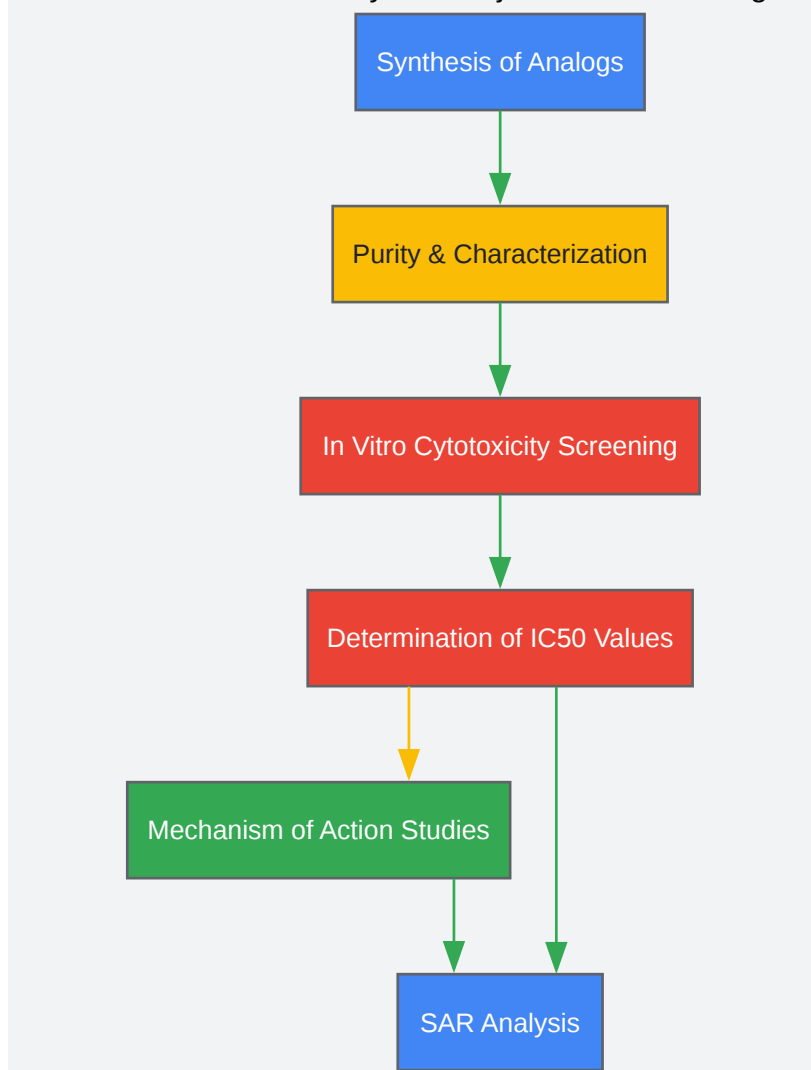 Synthesis of Analogs
Purity & Characterization
In Vitro Cytotoxicity Screening
Determination of IC50 Values
Mechanism of Action Studies
SAR Analysis